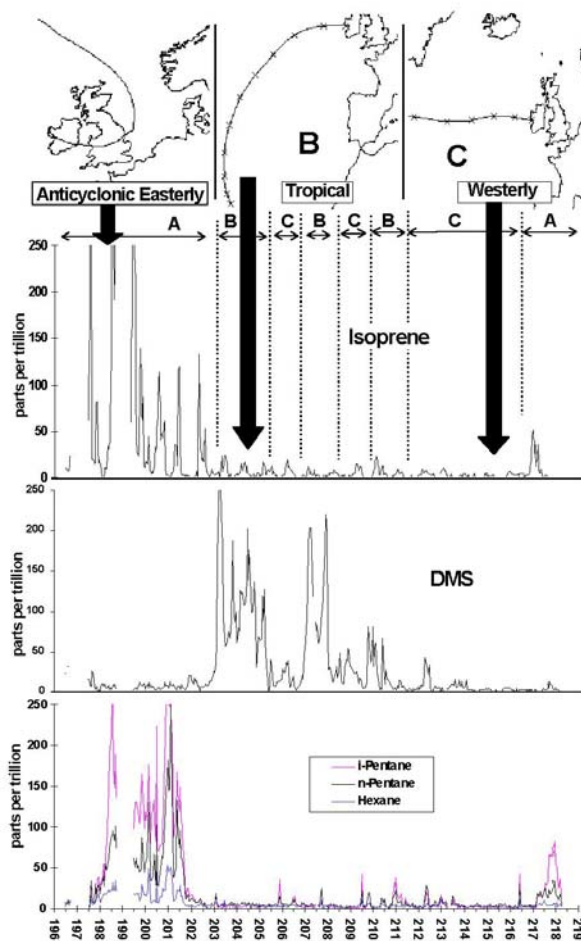 B
C
Anticyclonic Easterly
Tropical
Westerly
A B C B C B C A
250
200
150
100
50
0
parts per trillion
Isoprene
250
200
150
100
50
0
parts per trillion
DMS
250
200
150
100
50
0
parts per trillion
i-Pentane
n-Pentane
Hexane
196 197 198 199 200 201 202 203 204 205 206 207 208 209 210 211 212 213 214 215 216 217 218